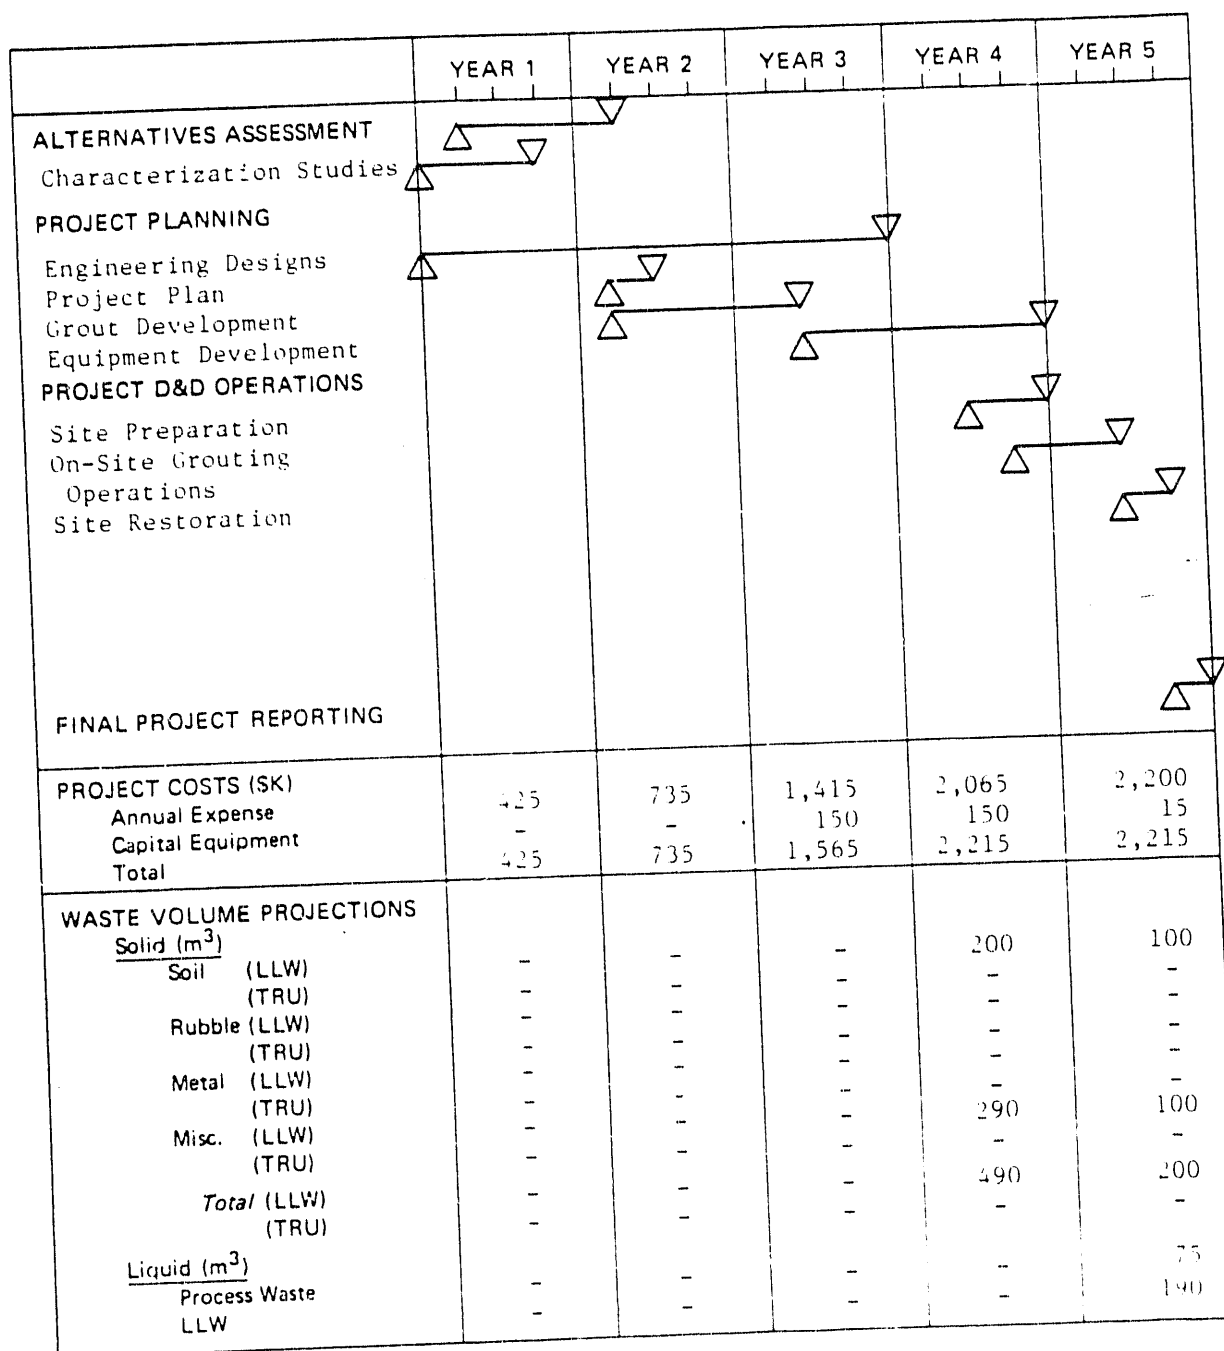 YEAR 1 YEAR 2 YEAR 3 YEAR 4 YEAR 5
ALTERNATIVES ASSESSMENT
Characterization Studies
PROJECT PLANNING
Engineering Designs
Project Plan
Grout Development
Equipment Development
PROJECT D&D OPERATIONS
Site Preparation
On-Site Grouting
Operations
Site Restoration
FINAL PROJECT REPORTING
PROJECT COSTS ($K)
Annual Expense 425 735 1,415 2,065 2,200
Capital Equipment - - 150 150 15
Total 425 735 1,565 2,215 2,215
WASTE VOLUME PROJECTIONS
Solid (m³)
Soil (LLW) - - - 200 100
(TRU) - - - - -
Rubble (LLW) - - - - -
(TRU) - - - - -
Metal (LLW) - - - - -
(TRU) - - - - -
Misc. (LLW) - - - 290 100
(TRU) - - - - -
Total (LLW) - - - 490 200
(TRU) - - - - -
Liquid (m³)
Process Waste - - - - 75
LLW - - - - 190